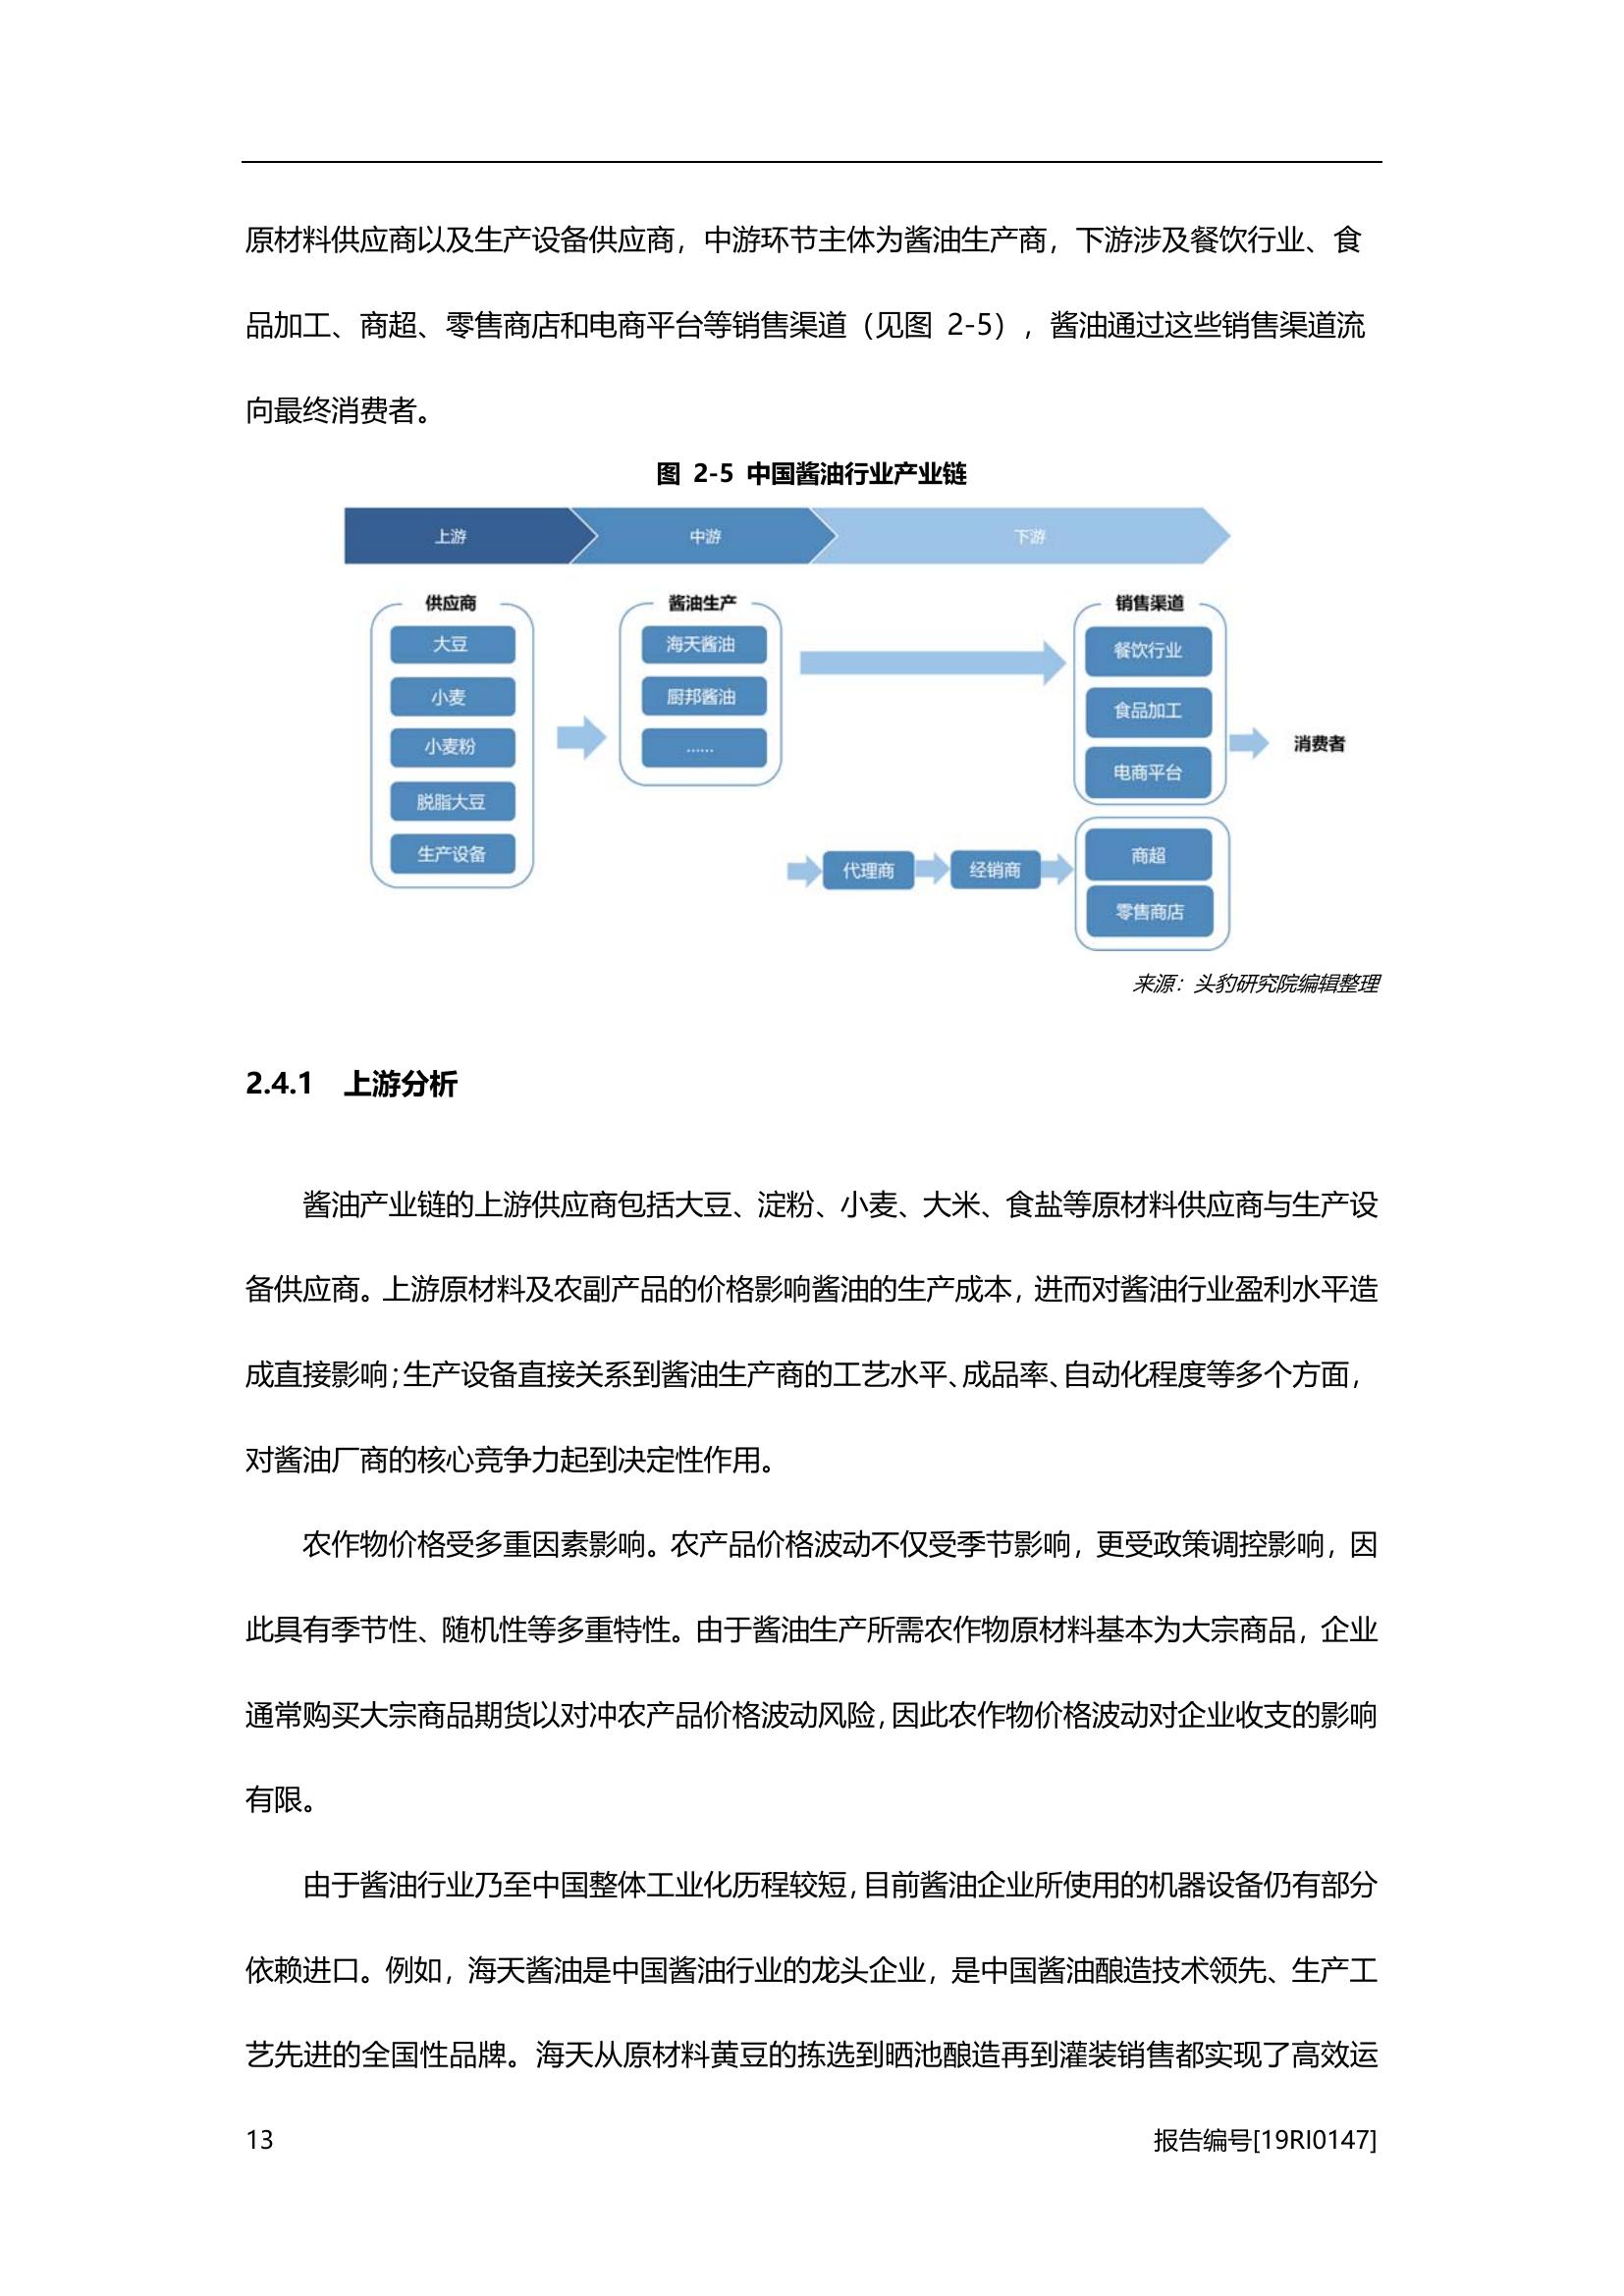 原材料供应商以及生产设备供应商，中游环节主体为酱油生产商，下游涉及餐饮行业、食
品加工、商超、零售商店和电商平台等销售渠道（见图 2-5），酱油通过这些销售渠道流
向最终消费者。
图 2-5 中国酱油行业产业链
上游
中游
下游
供应商
大豆
小麦
小麦粉
脱脂大豆
生产设备
酱油生产
海天酱油
厨邦酱油
……
销售渠道
餐饮行业
食品加工
电商平台
消费者
代理商
经销商
商超
零售商店
来源：头豹研究院编辑整理
2.4.1 上游分析
酱油产业链的上游供应商包括大豆、淀粉、小麦、大米、食盐等原材料供应商与生产设
备供应商。上游原材料及农副产品的价格影响酱油的生产成本，进而对酱油行业盈利水平造
成直接影响；生产设备直接关系到酱油生产商的工艺水平、成品率、自动化程度等多个方面，
对酱油厂商的核心竞争力起到决定性作用。
农作物价格受多重因素影响。农产品价格波动不仅受季节影响，更受政策调控影响，因
此具有季节性、随机性等多重特性。由于酱油生产所需农作物原材料基本为大宗商品，企业
通常购买大宗商品期货以对冲农产品价格波动风险，因此农作物价格波动对企业收支的影响
有限。
由于酱油行业乃至中国整体工业化历程较短，目前酱油企业所使用的机器设备仍有部分
依赖进口。例如，海天酱油是中国酱油行业的龙头企业，是中国酱油酿造技术领先、生产工
艺先进的全国性品牌。海天从原材料黄豆的拣选到晒池酿造再到灌装销售都实现了高效运
13
报告编号[19RI0147]